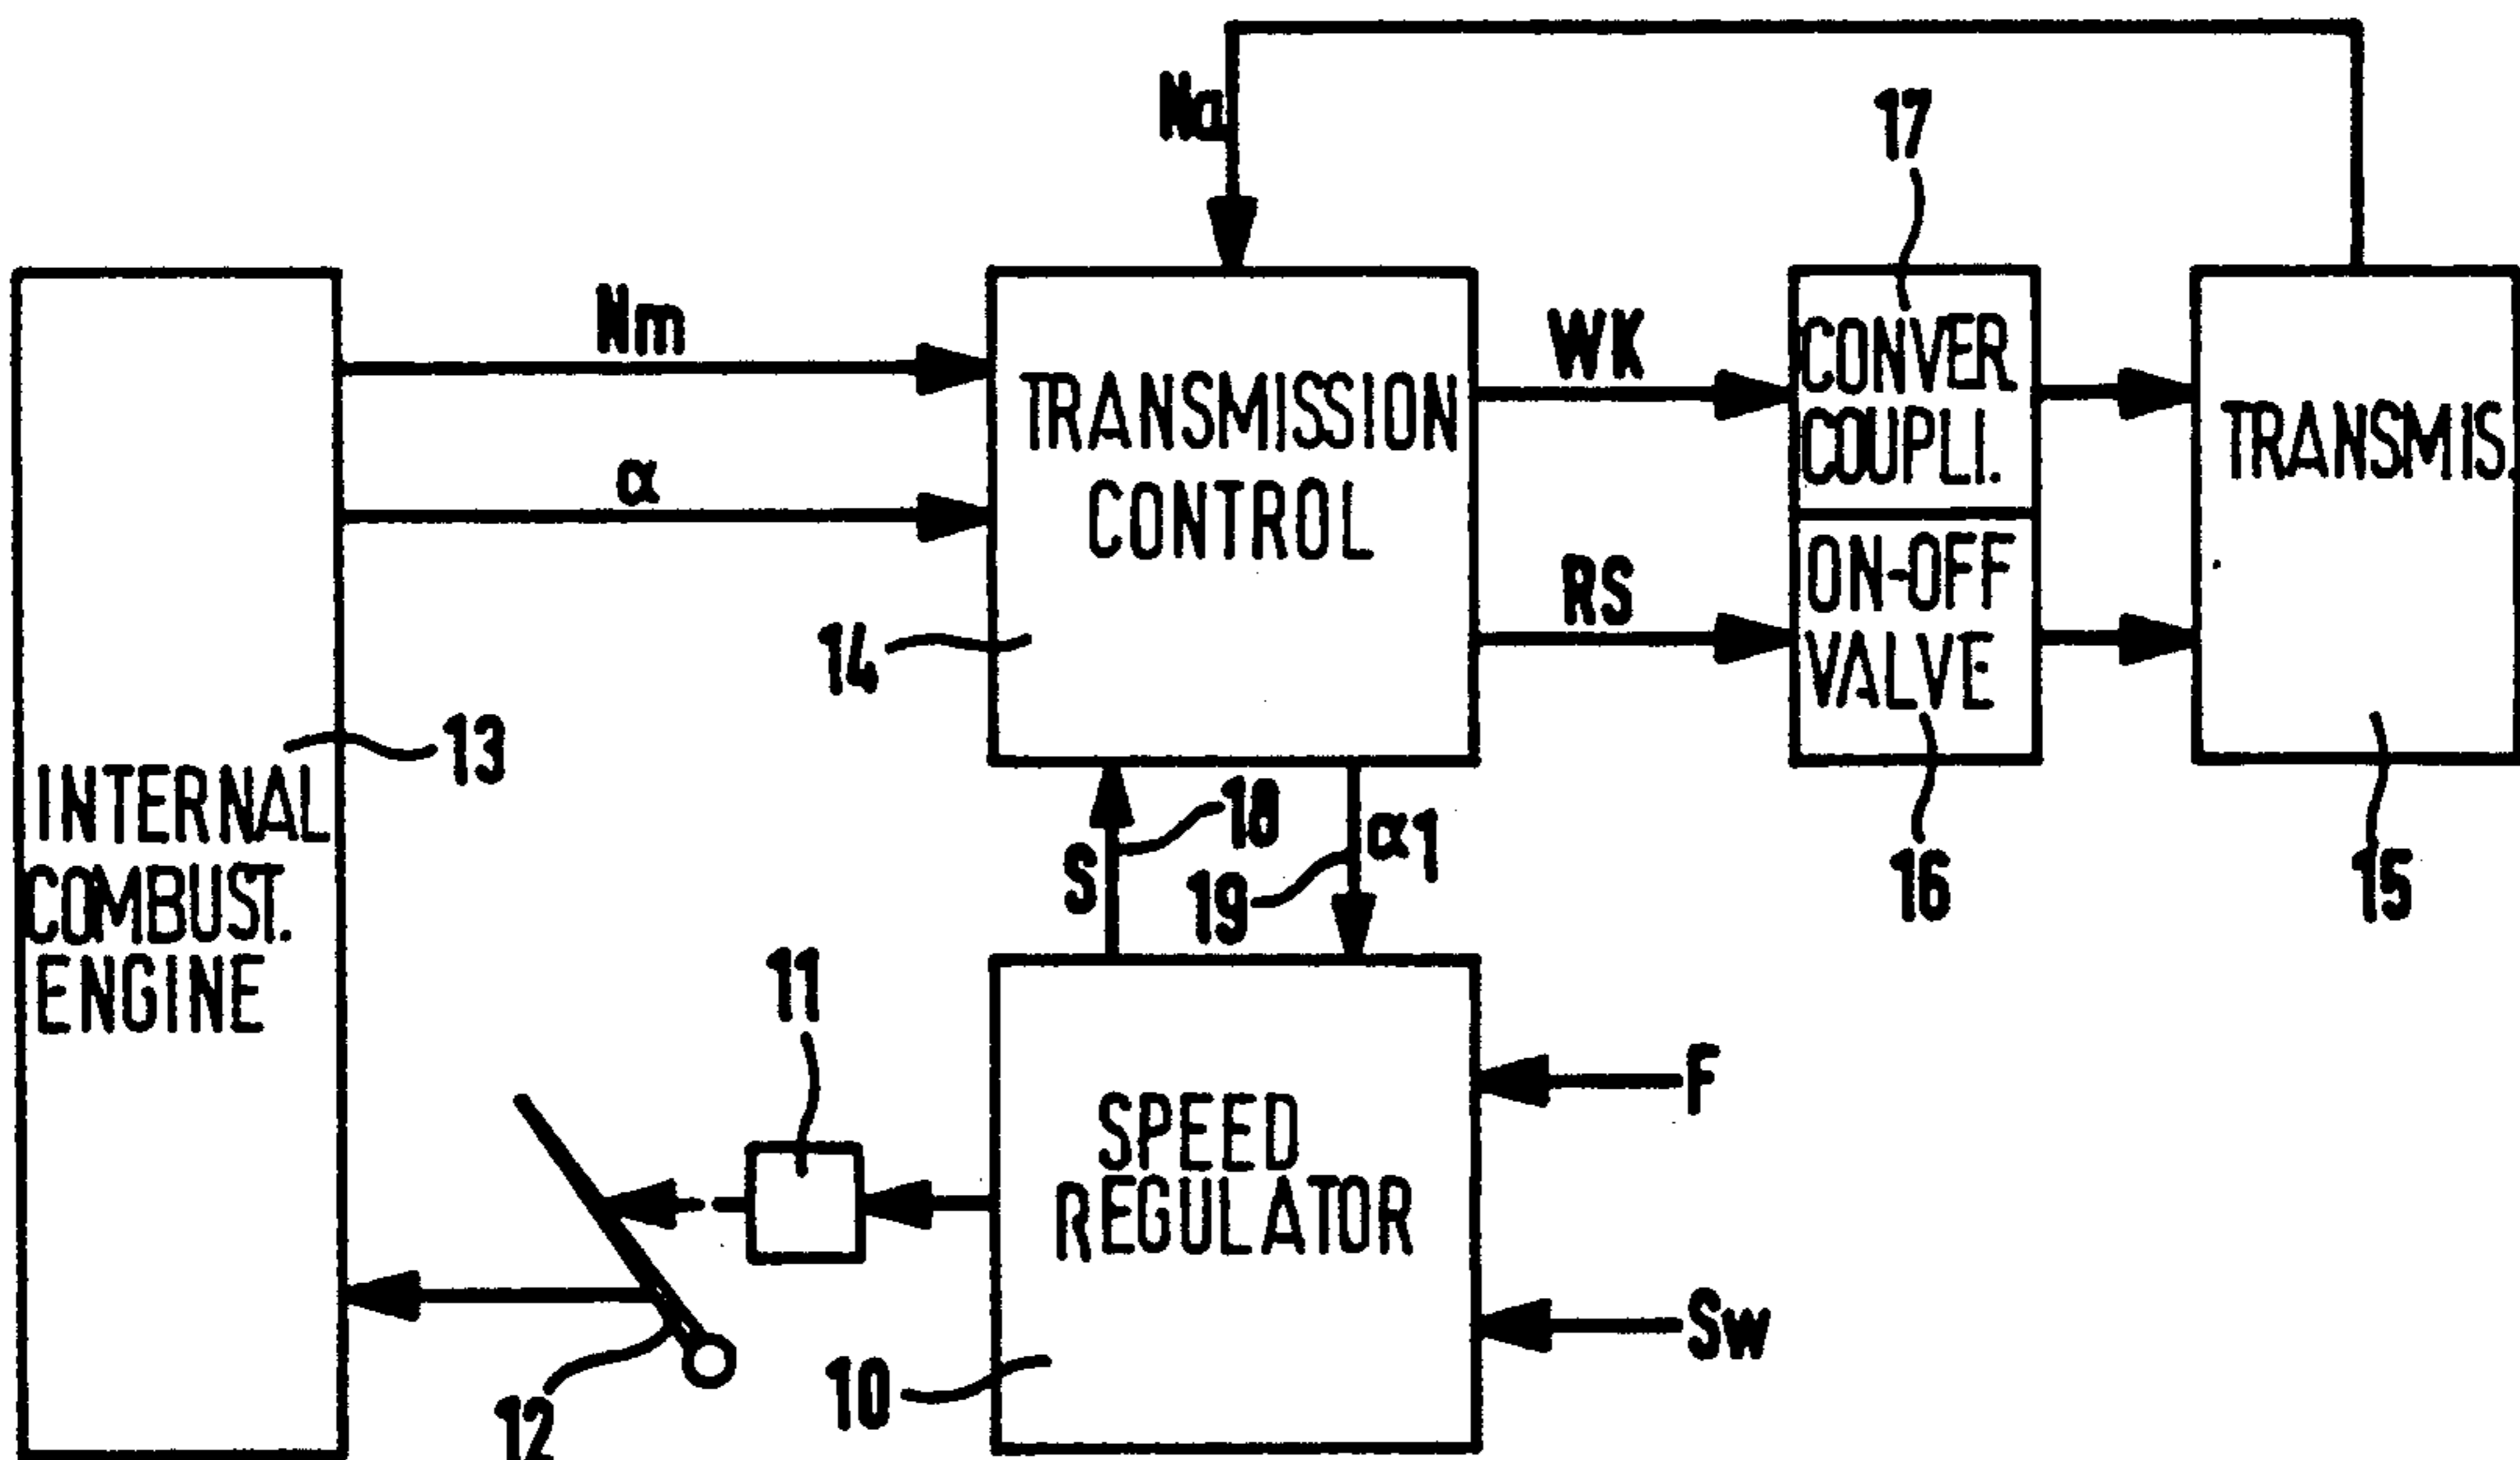 Na
17
Nm
WK
CONVER
COUPLI.
TRANSMISSION
CONTROL
TRANSMIS.
α
ON-OFF
VALVE
RS
14
13
18
α1
S
19
16
15
INTERNAL
COMBUST.
ENGINE
11
F
SPEED
REGULATOR
Sw
10
12